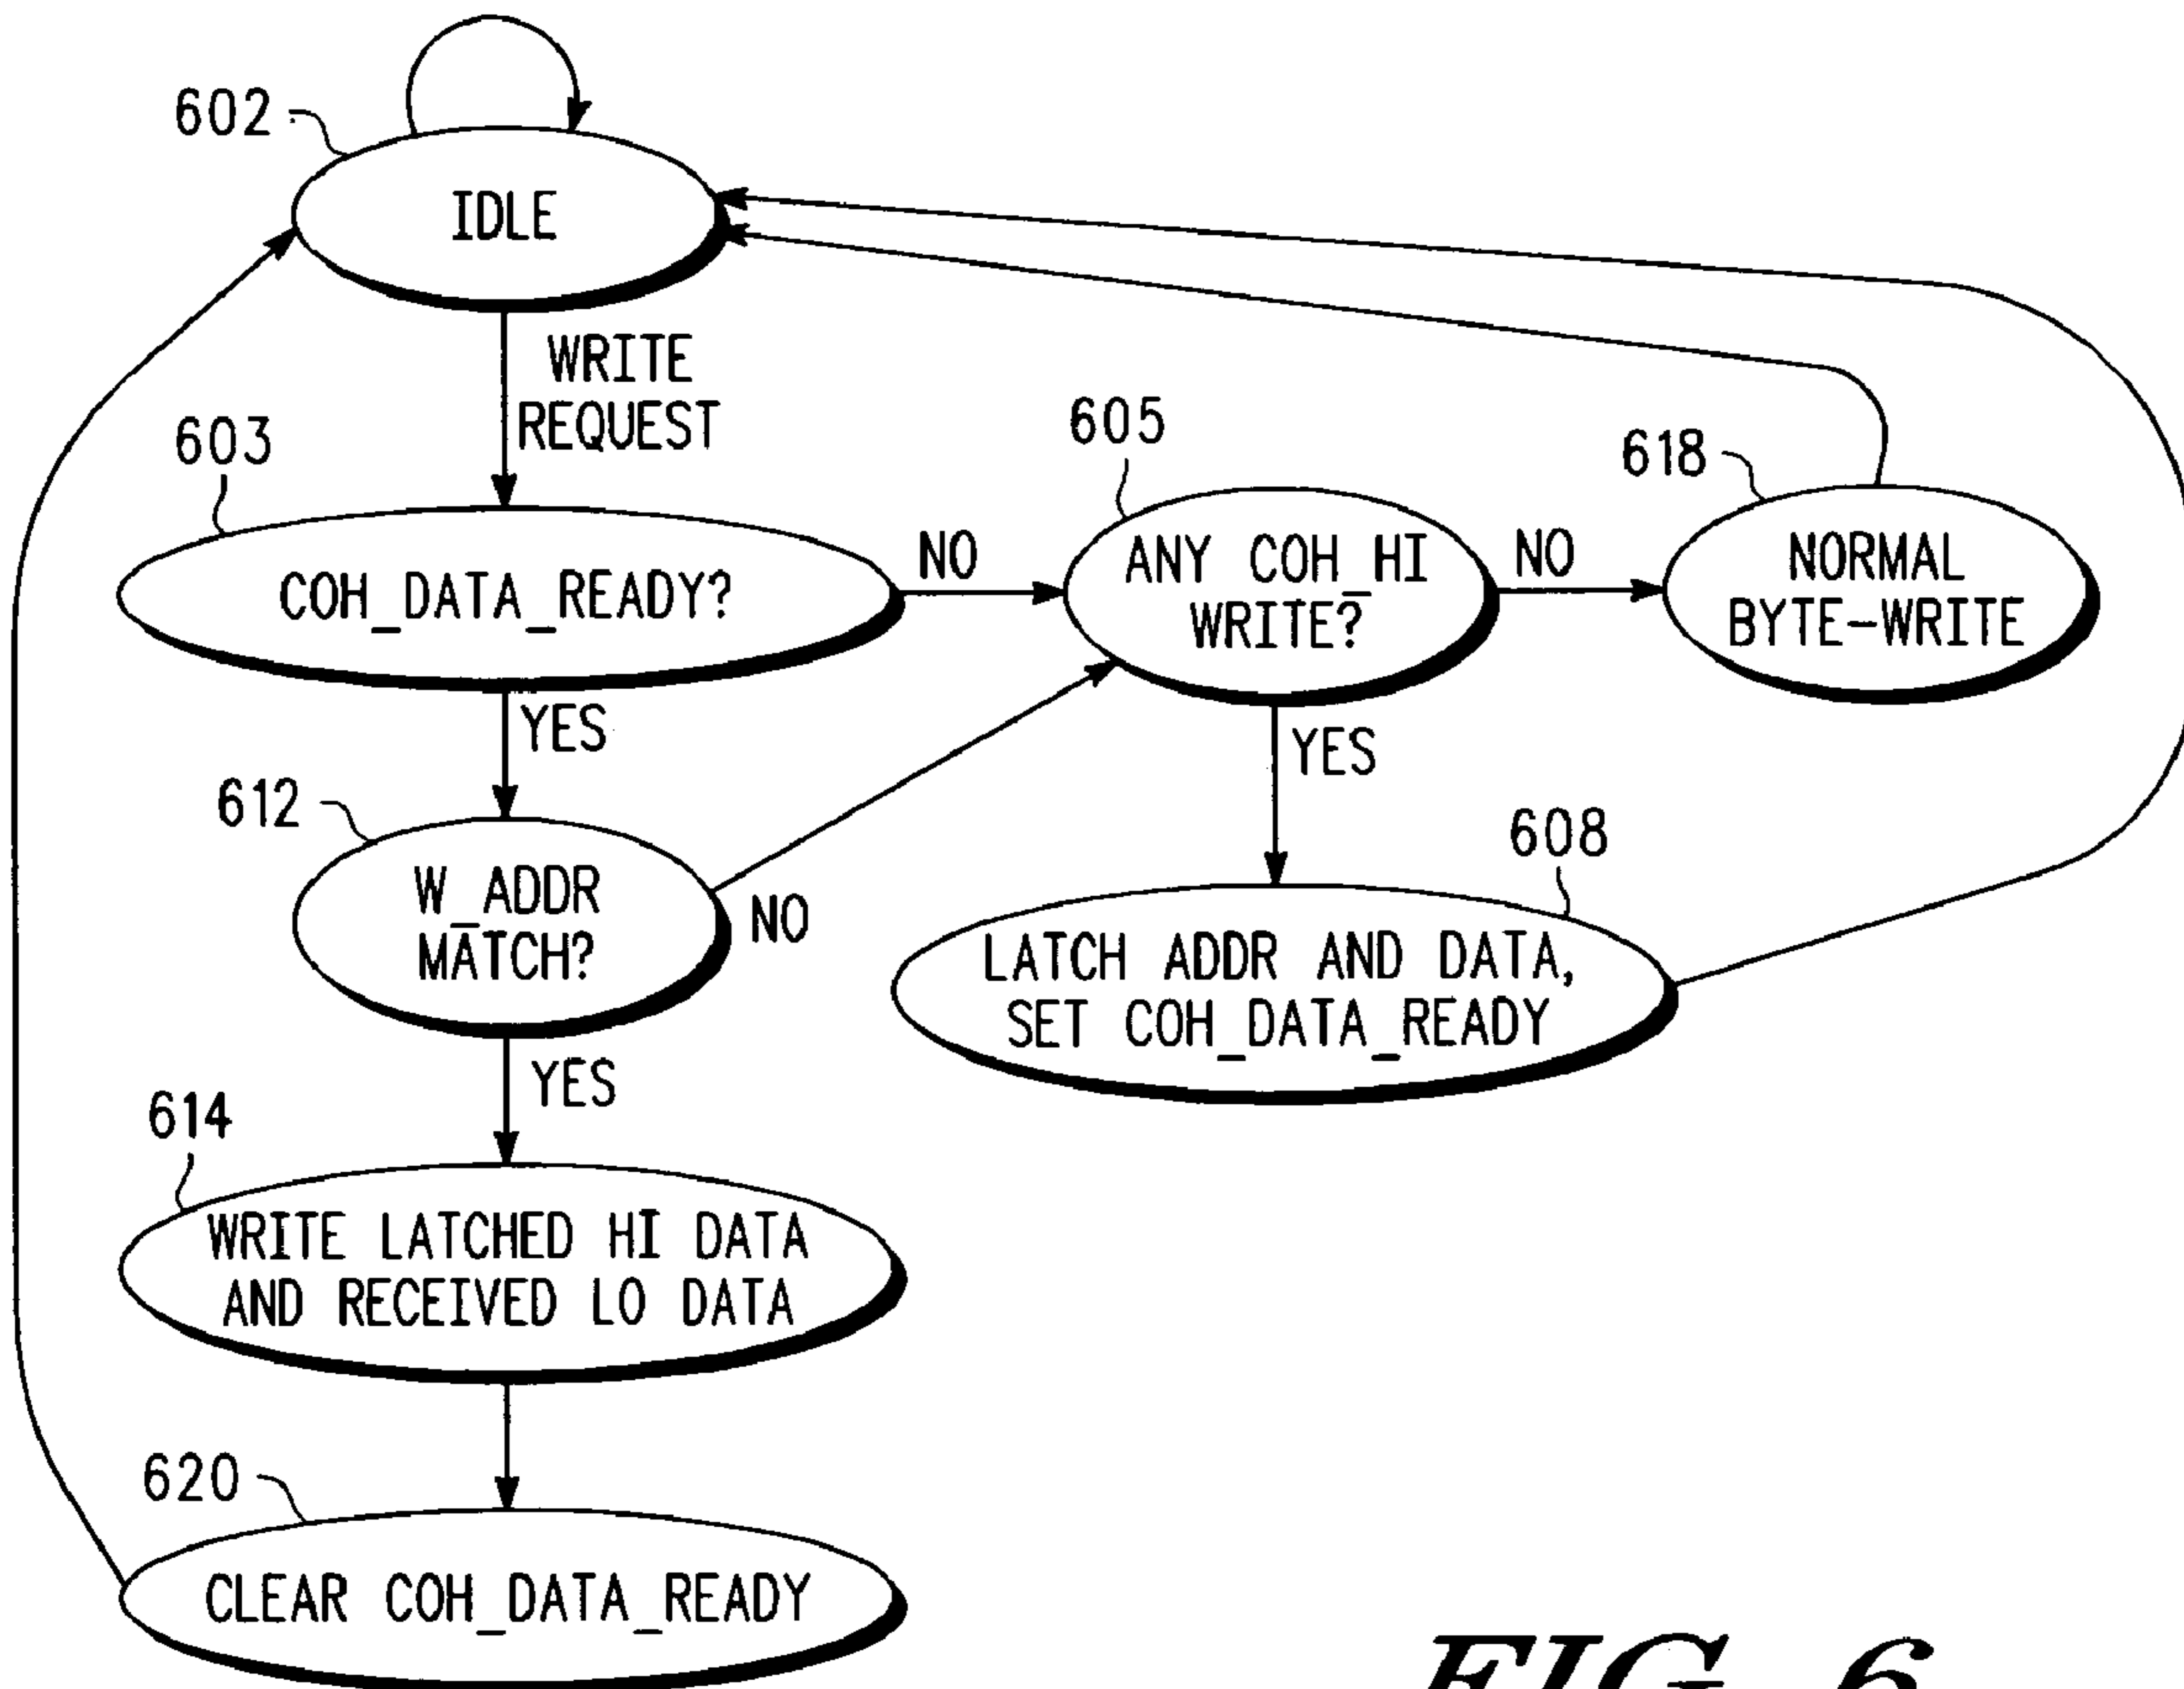 602
IDLE
WRITE
REQUEST
603
COH_DATA_READY?
NO
605
ANY COH_HI
WRITE?
NO
618
NORMAL
BYTE-WRITE
YES
612
W_ADDR
MATCH?
NO
YES
608
LATCH ADDR AND DATA,
SET COH_DATA_READY
YES
614
WRITE LATCHED HI DATA
AND RECEIVED LO DATA
620
CLEAR COH_DATA_READY
FIG. 6